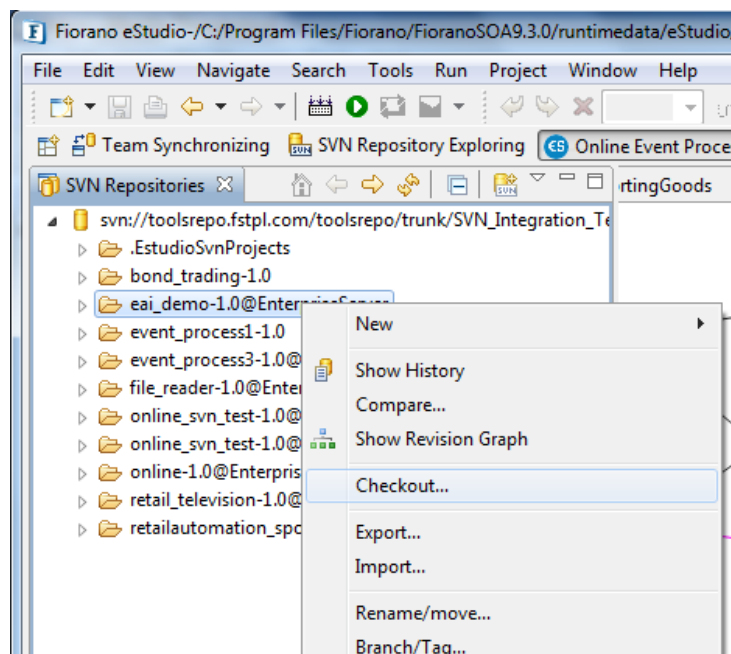 Fiorano eStudio-/C:/Program Files/Fiorano/FioranoSOA9.3.0/runtimedata/eStudio
File Edit View Navigate Search Tools Run Project Window Help
Team Synchronizing SVN Repository Exploring Online Event Proce
SVN Repositories rtingGoods
svn://toolsrepo.fstpl.com/toolsrepo/trunk/SVN_Integration_Te
.EstudioSvnProjects
bond_trading-1.0
eai_demo-1.0@EnterpriseServer
event_process1-1.0
event_process3-1.0@
file_reader-1.0@Enter
online_svn_test-1.0@
online_svn_test-1.0@
online-1.0@Enterpris
retail_television-1.0@
retailautomation_spo
New
Show History
Compare...
Show Revision Graph
Checkout...
Export...
Import...
Rename/move...
Branch/Tag...